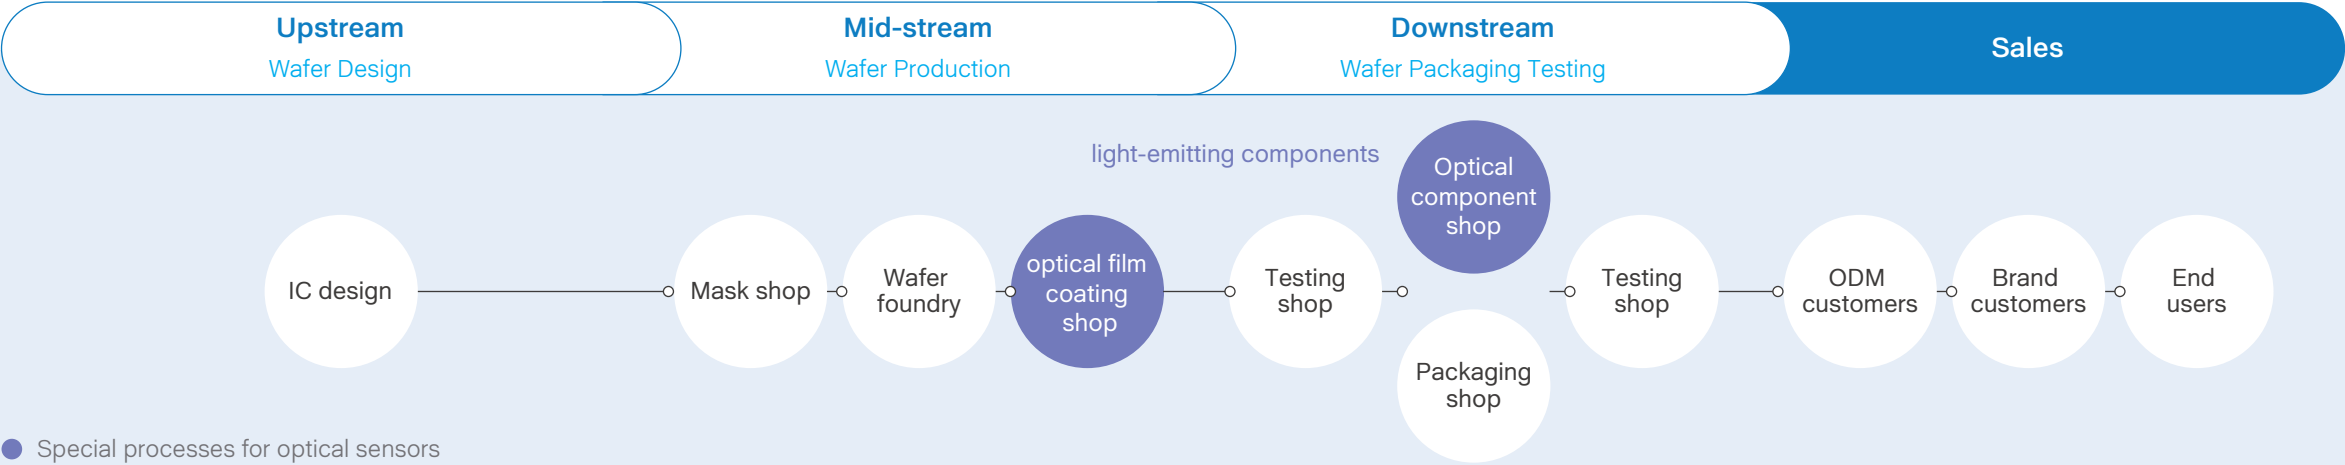 Upstream
Wafer Design
Mid-stream
Wafer Production
Downstream
Wafer Packaging Testing
Sales
light-emitting components
Optical
component
shop
IC design
Mask shop
Wafer
foundry
optical film
coating
shop
Testing
shop
Packaging
shop
Testing
shop
ODM
customers
Brand
customers
End
users
Special processes for optical sensors